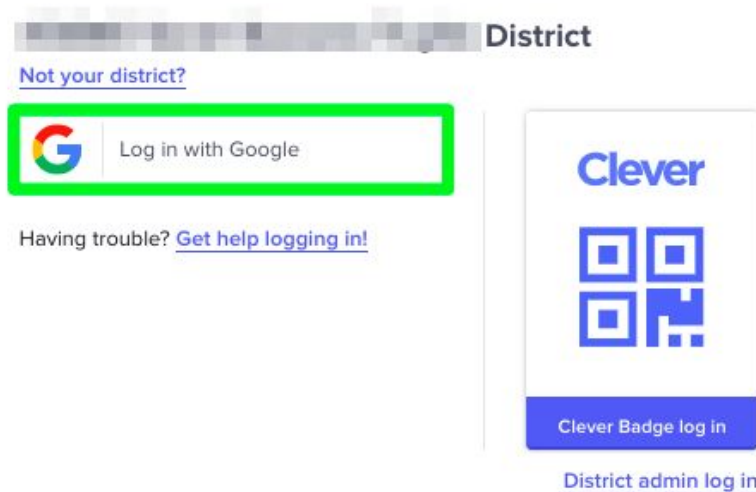 District
Not your district?
Log in with Google
Having trouble? Get help logging in!
Clever
Clever Badge log in
District admin log in